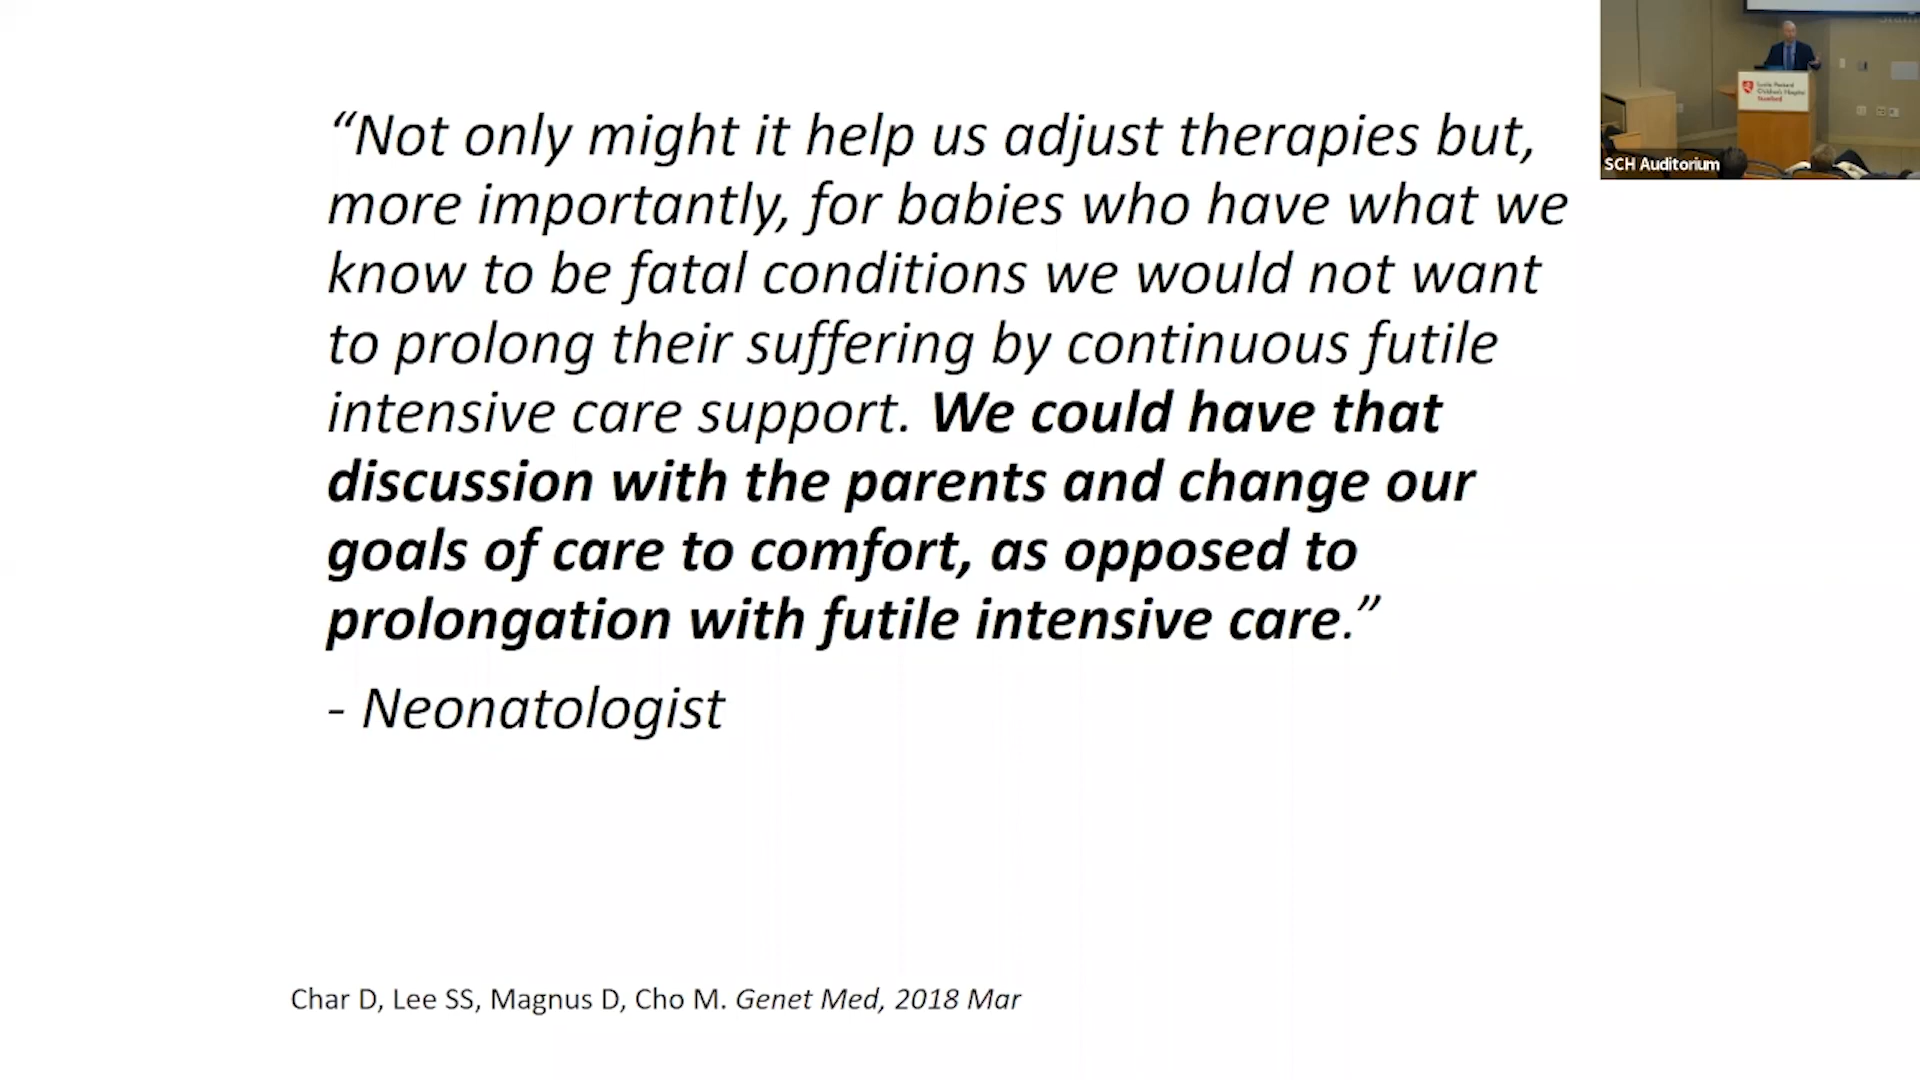 “Not only might it help us adjust therapies but,
more importantly, for babies who have what we
know to be fatal conditions we would not want
to prolong their suffering by continuous futile
intensive care support. We could have that
discussion with the parents and change our
goals of care to comfort, as opposed to
prolongation with futile intensive care.”
- Neonatologist
Char D, Lee SS, Magnus D, Cho M. Genet Med, 2018 Mar
Children's Hospital
Stanford
SCH Auditorium